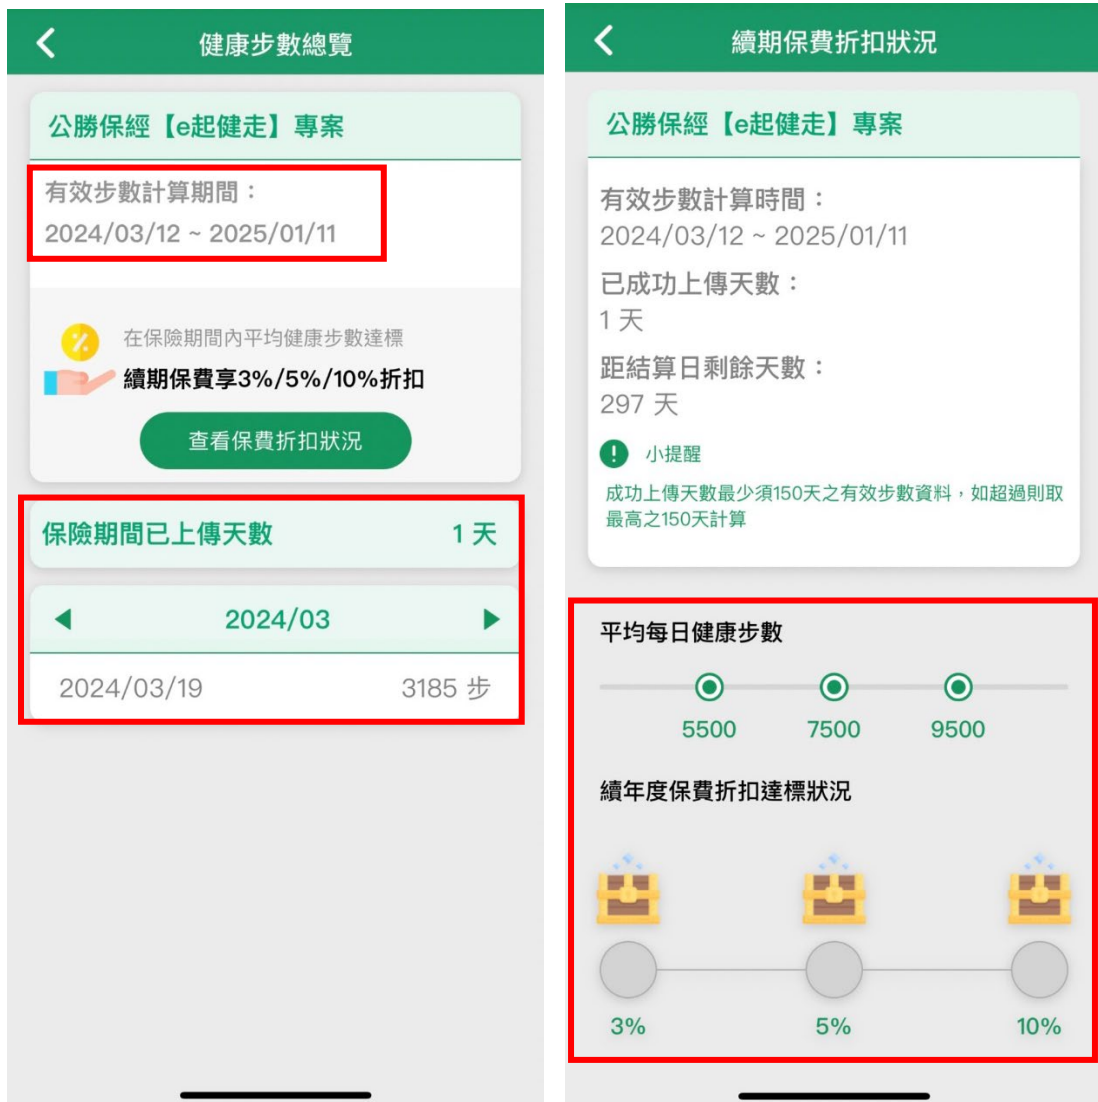 健康步數總覽
公勝保經【e起健走】專案
有效步數計算期間：
2024/03/12 ~ 2025/01/11
在保險期間內平均健康步數達標
續期保費享3%/5%/10%折扣
查看保費折扣狀況
保險期間已上傳天數 1 天
2024/03
2024/03/19 3185 步
續期保費折扣狀況
公勝保經【e起健走】專案
有效步數計算時間：
2024/03/12 ~ 2025/01/11
已成功上傳天數：
1 天
距結算日剩餘天數：
297 天
小提醒
成功上傳天數最少須150天之有效步數資料，如超過則取
最高之150天計算
平均每日健康步數
5500 7500 9500
續年度保費折扣達標狀況
3% 5% 10%